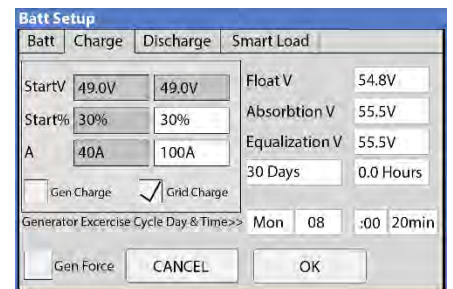 Batt Setup
Batt Charge Discharge Smart Load
StartV 49.0V 49.0V Float V 54.8V
Start% 30% 30% Absorbtion V 55.5V
A 40A 100A Equalization V 55.5V
30 Days 0.0 Hours
Gen Charge Grid Charge
Generator Excercise Cycle Day & Time>> Mon 08 :00 20min
Gen Force CANCEL OK